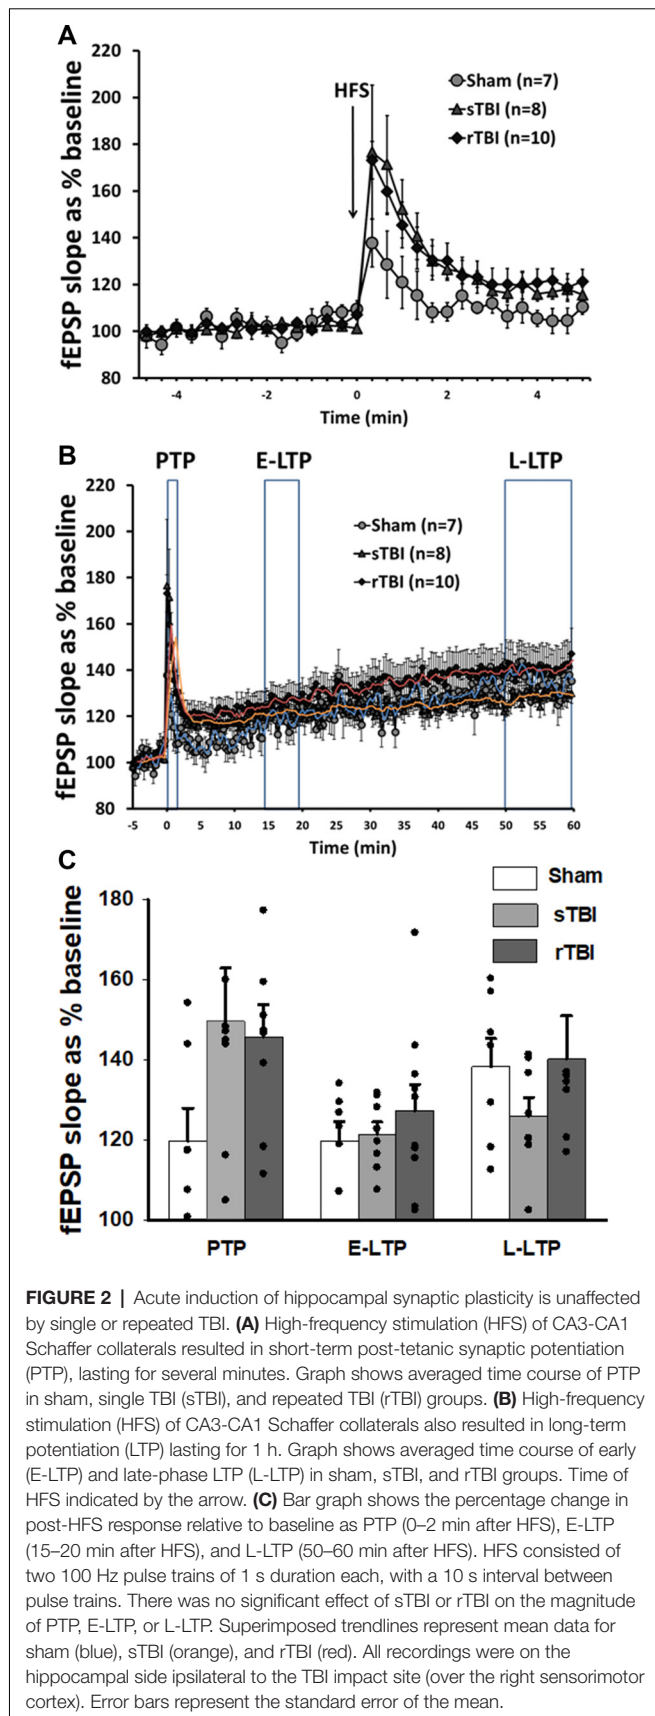 A
220
200
180
160
140
120
100
80
fEPSP slope as % baseline
HFS
Sham (n=7)
sTBI (n=8)
rTBI (n=10)
-4
-2
0
2
4
Time (min)
B
PTP
E-LTP
L-LTP
220
200
180
160
140
120
100
80
fEPSP slope as % baseline
Sham (n=7)
sTBI (n=8)
rTBI (n=10)
-5
0
5
10
15
20
25
30
35
40
45
50
55
60
Time (min)
C
180
160
140
120
100
fEPSP slope as % baseline
Sham
sTBI
rTBI
PTP
E-LTP
L-LTP
FIGURE 2 | Acute induction of hippocampal synaptic plasticity is unaffected
by single or repeated TBI. (A) High-frequency stimulation (HFS) of CA3-CA1
Schaffer collaterals resulted in short-term post-tetanic synaptic potentiation
(PTP), lasting for several minutes. Graph shows averaged time course of PTP
in sham, single TBI (sTBI), and repeated TBI (rTBI) groups. (B) High-frequency
stimulation (HFS) of CA3-CA1 Schaffer collaterals also resulted in long-term
potentiation (LTP) lasting for 1 h. Graph shows averaged time course of early
(E-LTP) and late-phase LTP (L-LTP) in sham, sTBI, and rTBI groups. Time of
HFS indicated by the arrow. (C) Bar graph shows the percentage change in
post-HFS response relative to baseline as PTP (0–2 min after HFS), E-LTP
(15–20 min after HFS), and L-LTP (50–60 min after HFS). HFS consisted of
two 100 Hz pulse trains of 1 s duration each, with a 10 s interval between
pulse trains. There was no significant effect of sTBI or rTBI on the magnitude
of PTP, E-LTP, or L-LTP. Superimposed trendlines represent mean data for
sham (blue), sTBI (orange), and rTBI (red). All recordings were on the
hippocampal side ipsilateral to the TBI impact site (over the right sensorimotor
cortex). Error bars represent the standard error of the mean.